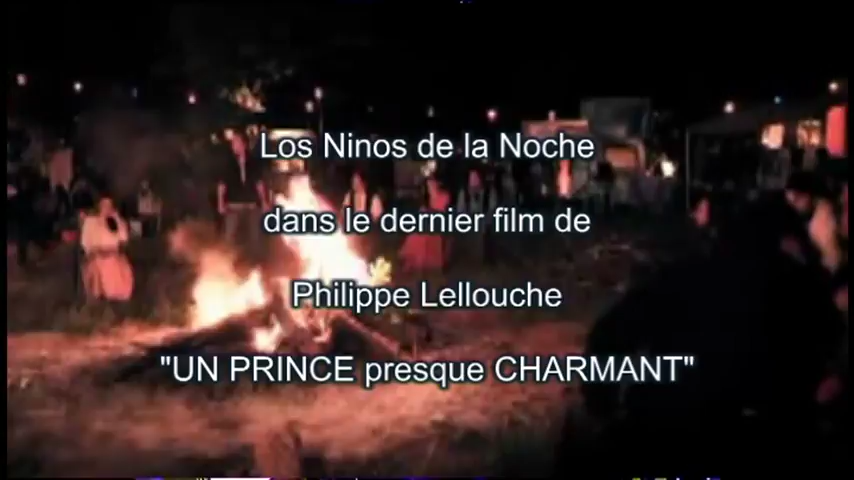 Los Ninos de la Noche
dans le dernier film de
Philippe Lellouche
"UN PRINCE presque CHARMANT"